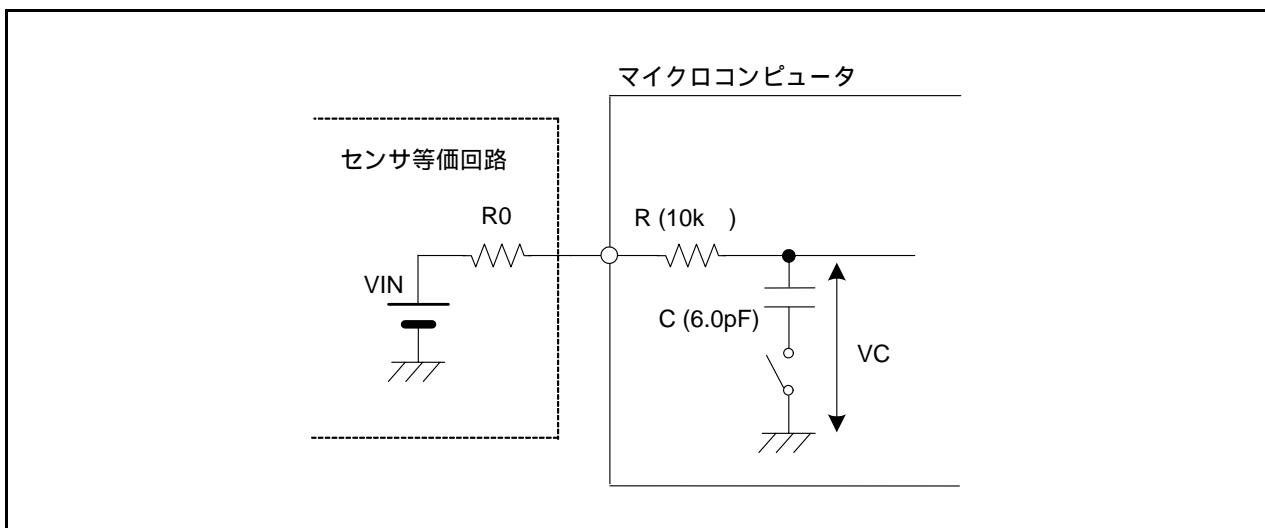 マイクロコンピュータ
センサ等価回路
R0
R (10k　)
VIN
C (6.0pF)
VC